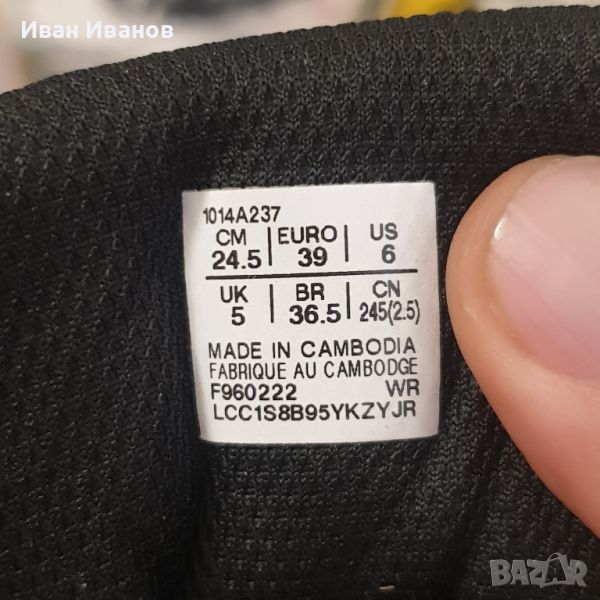 Иван Иванов
1014A237
CM EURO US
24.5 39 6
UK BR CN
5 36.5 245(2.5)
MADE IN CAMBODIA
FABRIQUE AU CAMBODGE
F960222 WR
LCC1S8B95YKZYJR
BAZAR